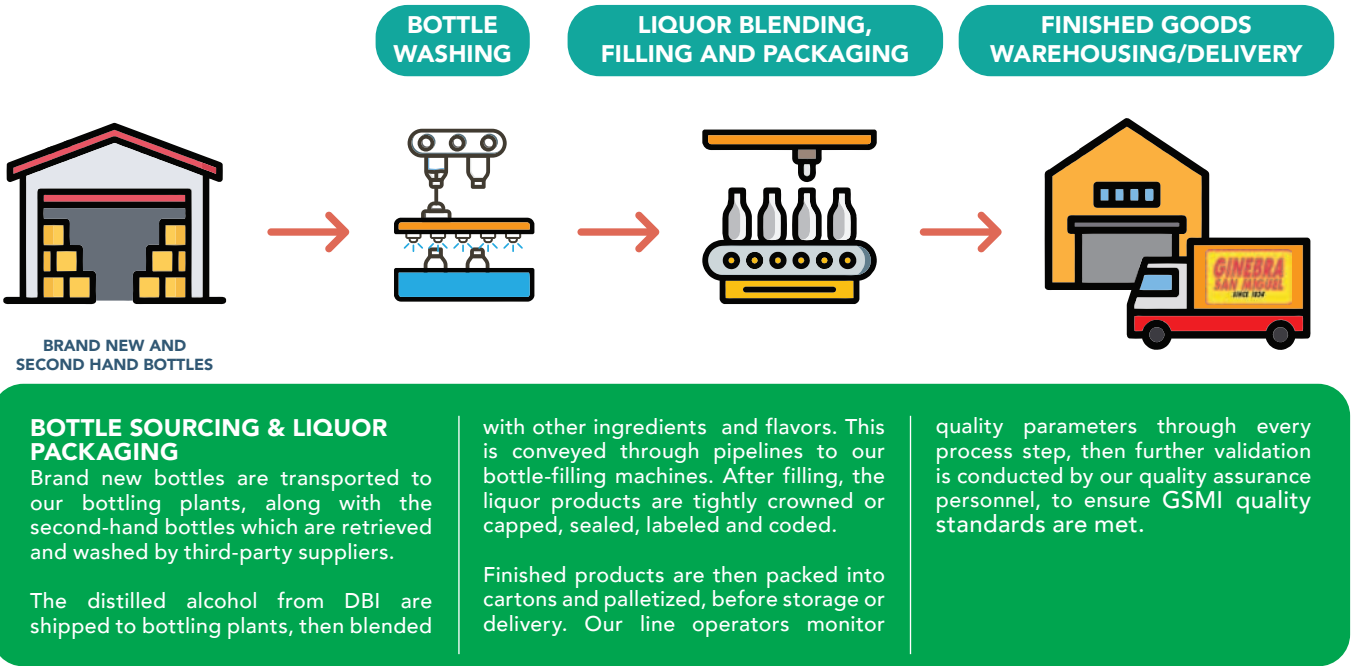 BOTTLE
WASHING
LIQUOR BLENDING,
FILLING AND PACKAGING
FINISHED GOODS
WAREHOUSING/DELIVERY
GINEBRA
SAN MIGUEL
SINCE 1834
BRAND NEW AND
SECOND HAND BOTTLES
BOTTLE SOURCING & LIQUOR
PACKAGING
Brand new bottles are transported to
our bottling plants, along with the
second-hand bottles which are retrieved
and washed by third-party suppliers.
The distilled alcohol from DBI are
shipped to bottling plants, then blended
with other ingredients and flavors. This
is conveyed through pipelines to our
bottle-filling machines. After filling, the
liquor products are tightly crowned or
capped, sealed, labeled and coded.
Finished products are then packed into
cartons and palletized, before storage or
delivery. Our line operators monitor
quality parameters through every
process step, then further validation
is conducted by our quality assurance
personnel, to ensure GSMI quality
standards are met.